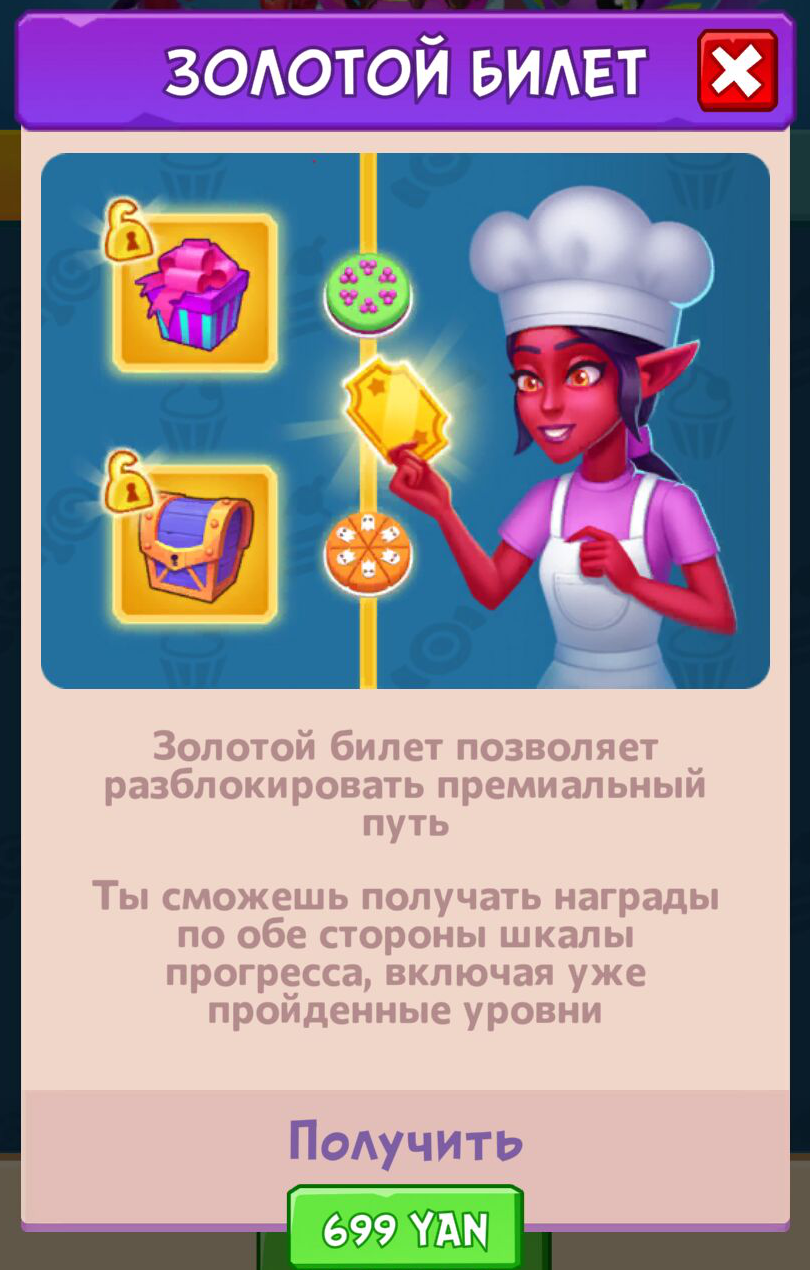 ЗОЛОТОЙ БИЛЕТ
Золотой билет позволяет
разблокировать премиальный
путь
Ты сможешь получать награды
по обе стороны шкалы
прогресса, включая уже
пройденные уровни
Получить
699 YAN